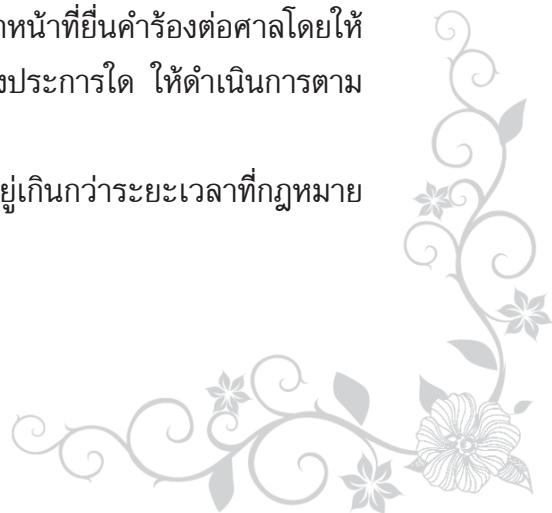 หน้าที่ยื่นคำร้องต่อศาลโดยให้
ประการใด ให้ดำเนินการตาม
ยู่เกินกว่าระยะเวลาที่กฎหมาย